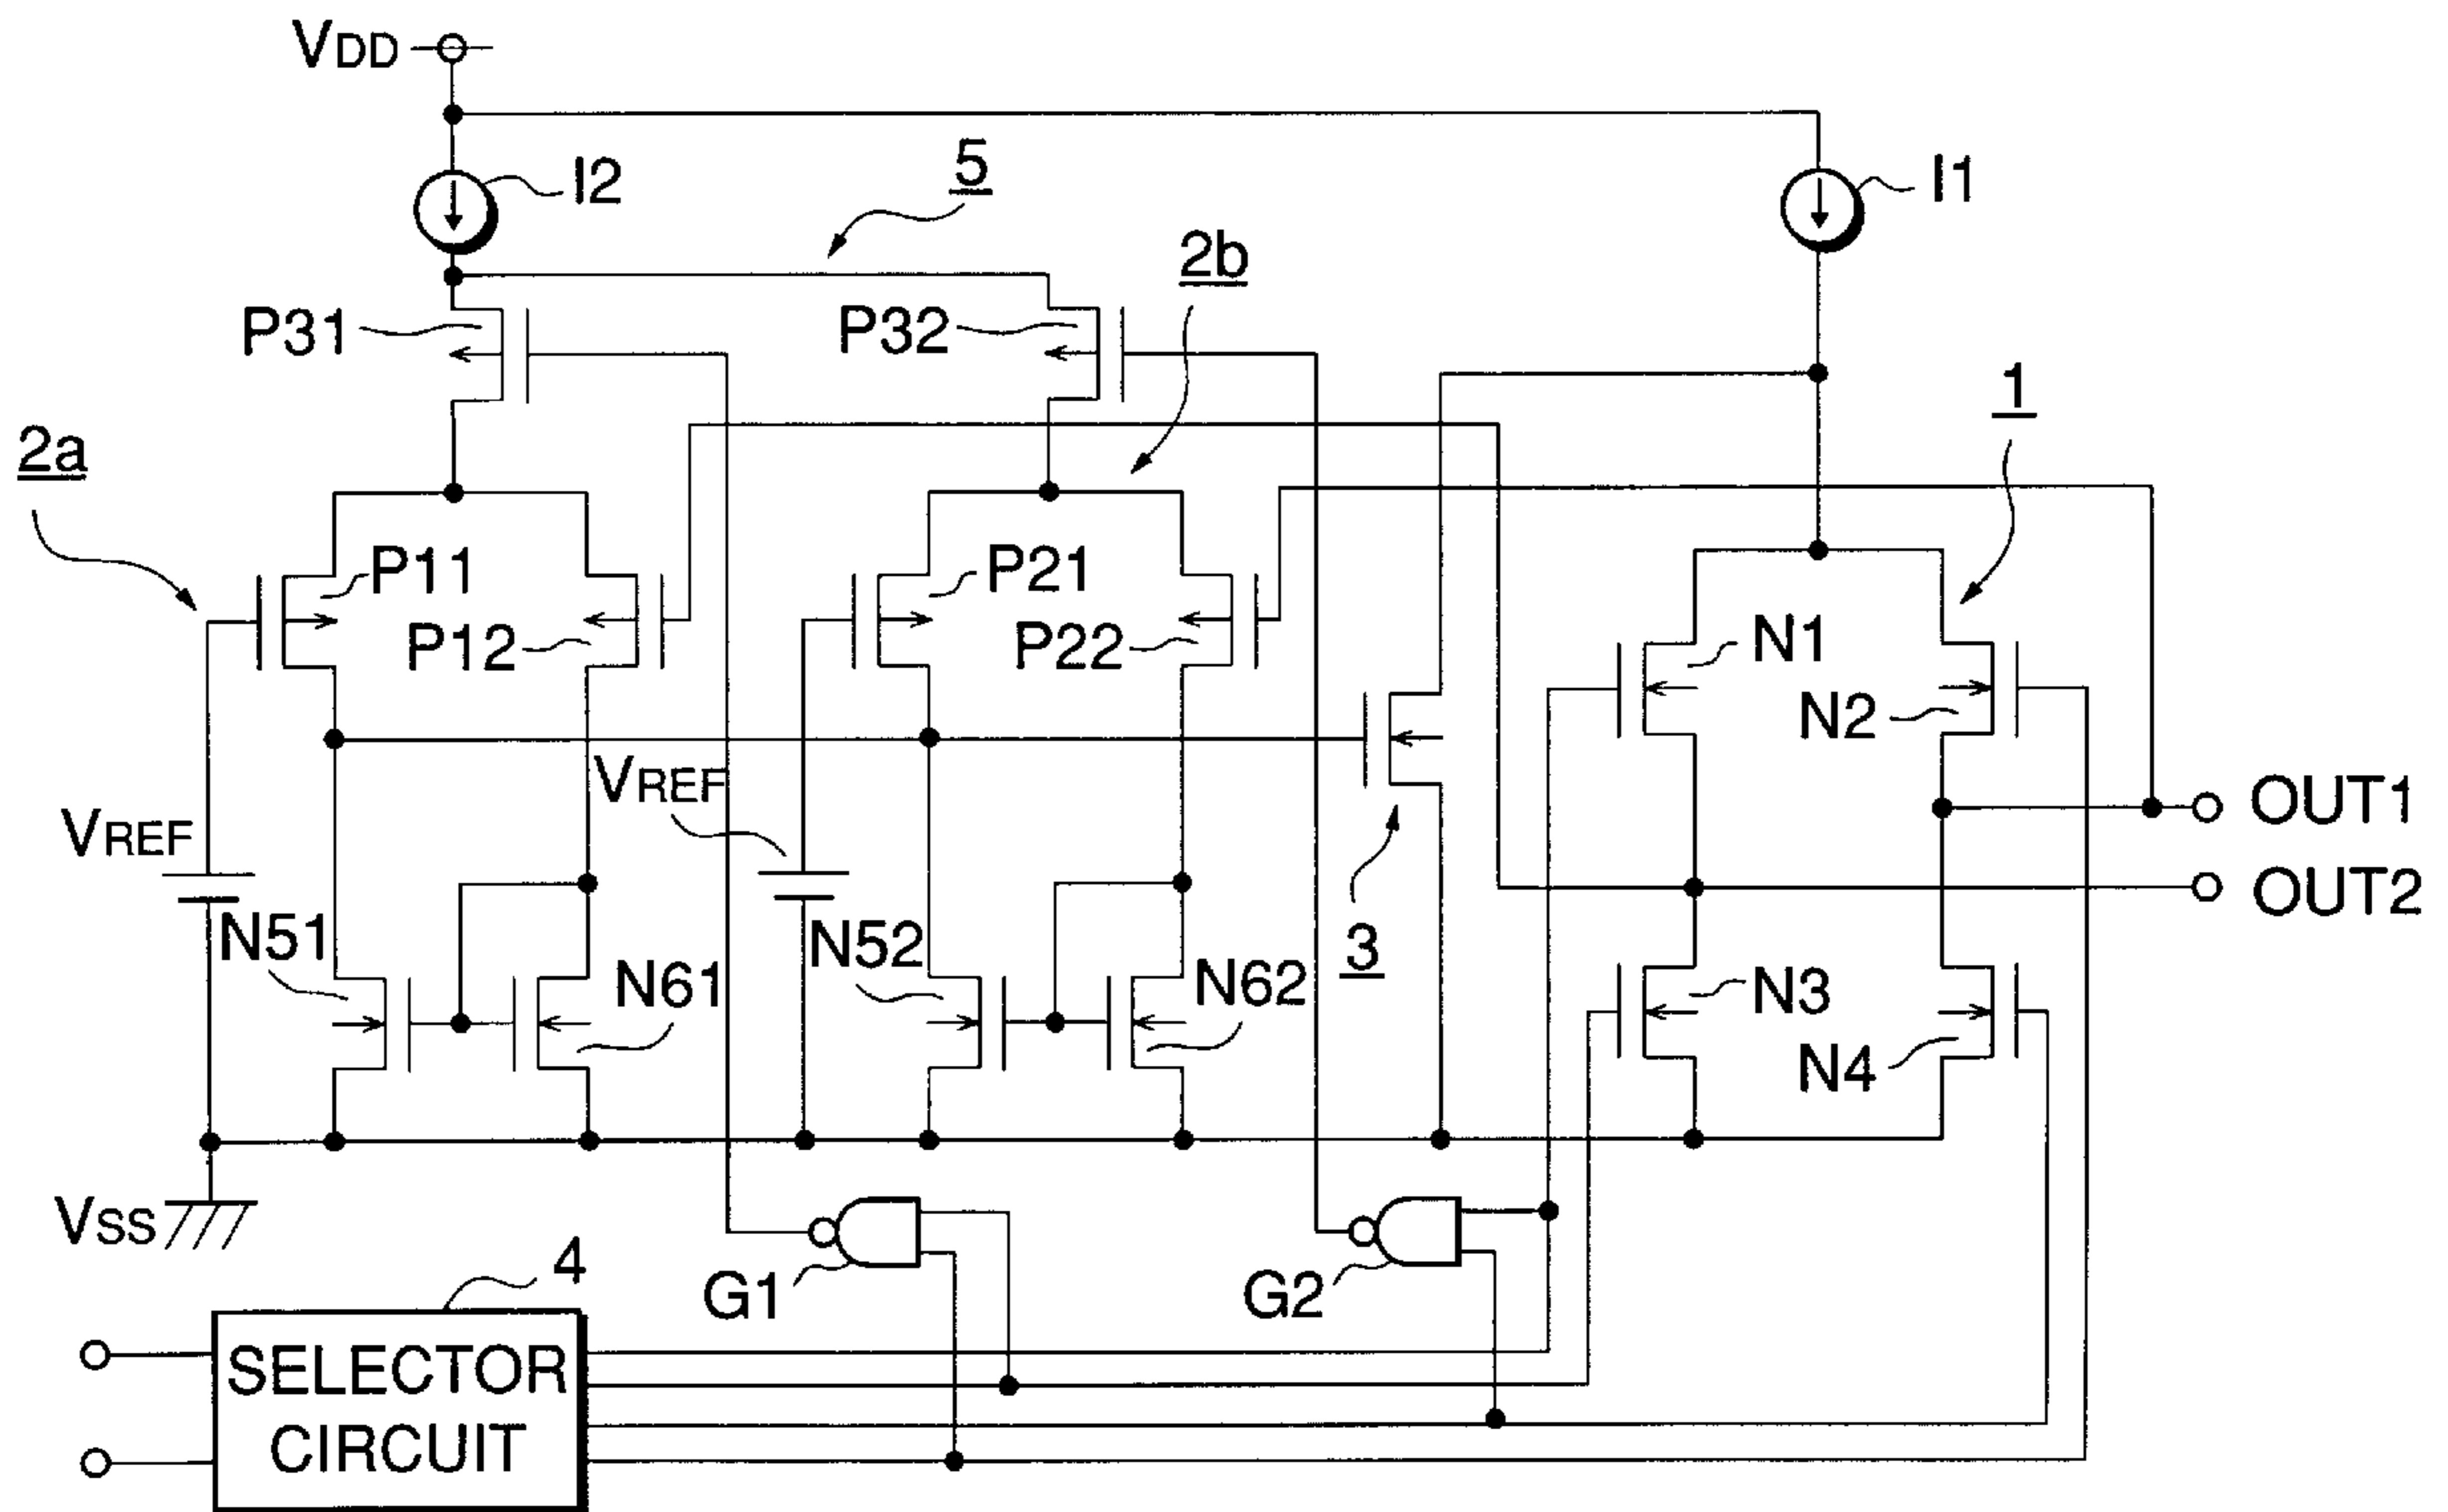 VDD
I2
5
I1
2b
P31
P32
1
2a
P11
P21
P12
P22
N1
N2
VREF
VREF
OUT1
OUT2
N51
N52
3
N61
N62
N3
N4
VSS
4
G1
G2
SELECTOR
CIRCUIT